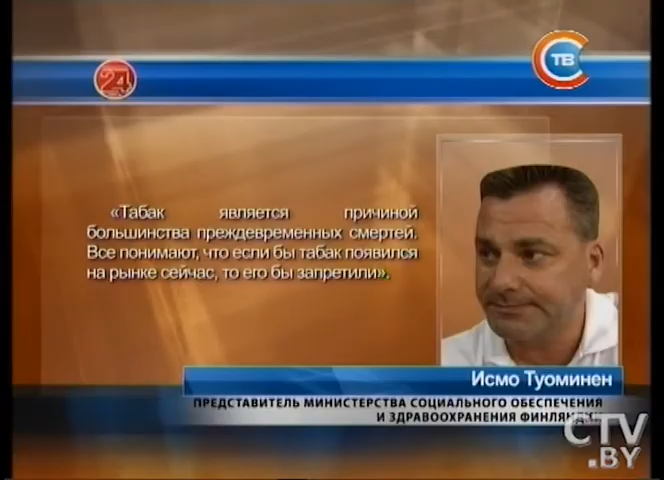 24
СТВ
«Табак является причиной
большинства преждевременных смертей.
Все понимают, что если бы табак появился
на рынке сейчас, то его бы запретили».
Исмо Туоминен
ПРЕДСТАВИТЕЛЬ МИНИСТЕРСТВА СОЦИАЛЬНОГО ОБЕСПЕЧЕНИЯ
И ЗДРАВООХРАНЕНИЯ ФИНЛЯНДИИ
CTV
.BY